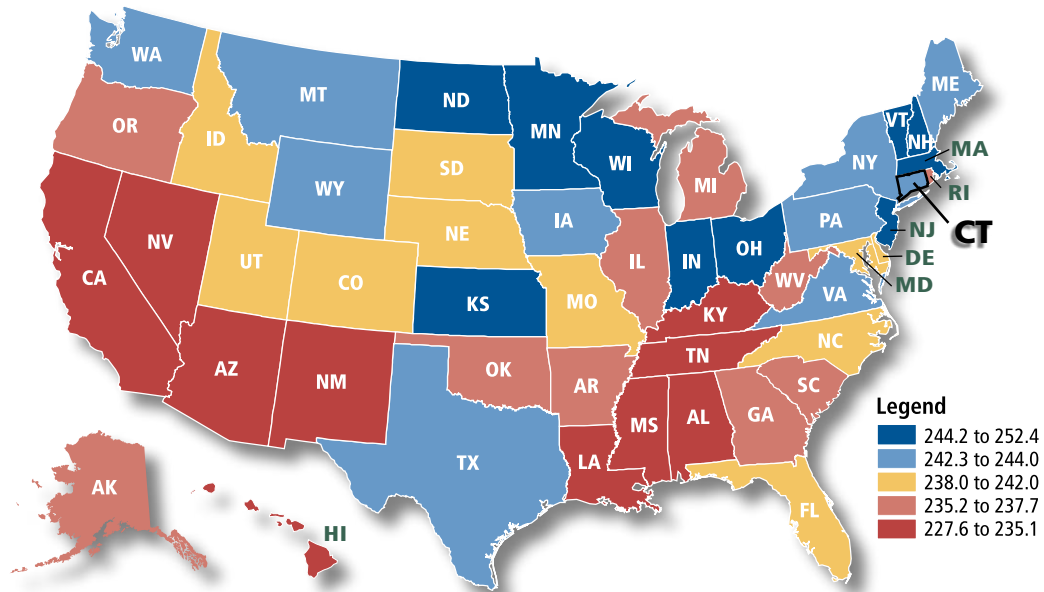 WA
MT
ND
MN
ME
VT
NH
OR
ID
WY
SD
WI
MI
NY
MA
RI
CT
NV
UT
CO
NE
IA
IL
IN
OH
PA
NJ
DE
MD
CA
KS
MO
KY
WV
VA
AZ
NM
OK
AR
TN
NC
SC
TX
LA
MS
AL
GA
FL
AK
HI
Legend
244.2 to 252.4
242.3 to 244.0
238.0 to 242.0
235.2 to 237.7
227.6 to 235.1